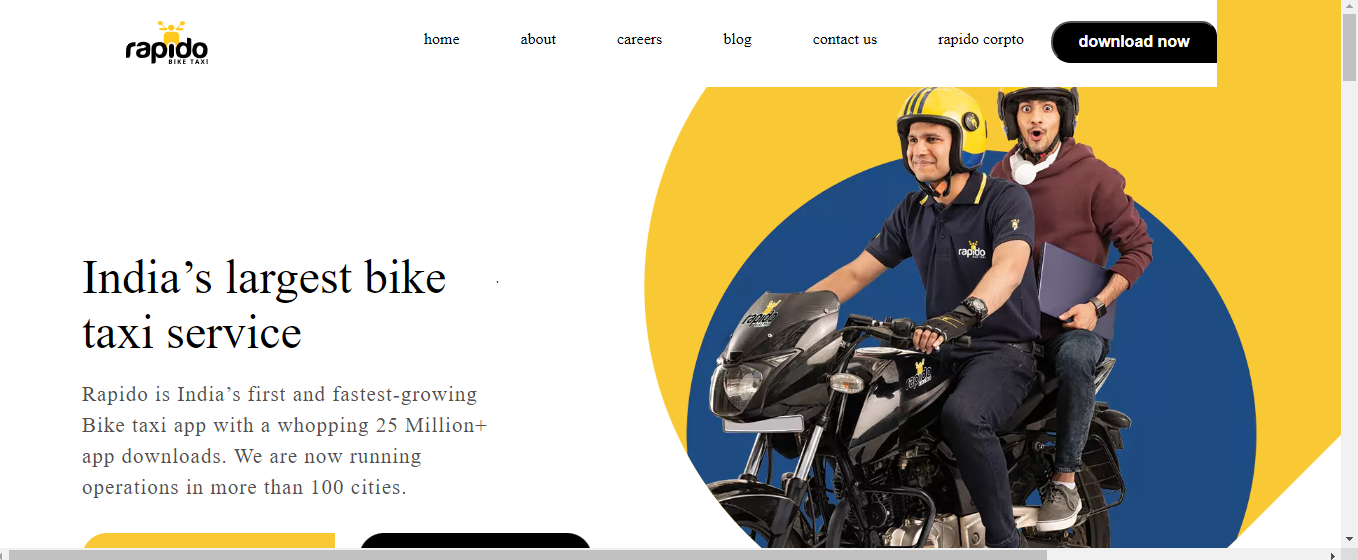 rapido
BIKE TAXI
home about careers blog contact us rapido corpto download now
India’s largest bike
taxi service
Rapido is India’s first and fastest-growing
Bike taxi app with a whopping 25 Million+
app downloads. We are now running
operations in more than 100 cities.
rapido
rapido
rapido